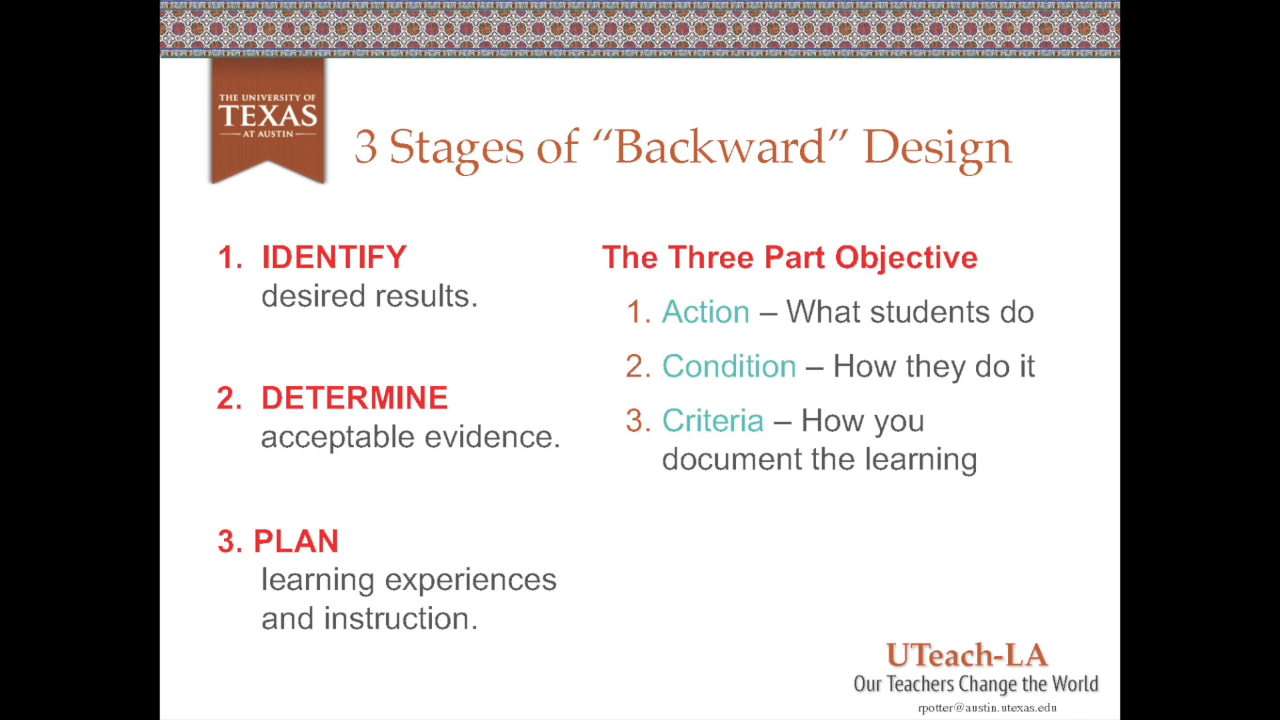 THE UNIVERSITY OF
TEXAS
AT AUSTIN
3 Stages of “Backward” Design
1. IDENTIFY
desired results.
2. DETERMINE
acceptable evidence.
3. PLAN
learning experiences
and instruction.
The Three Part Objective
1. Action – What students do
2. Condition – How they do it
3. Criteria – How you
document the learning
UTeach-LA
Our Teachers Change the World
rpotter@austin.utexas.edu